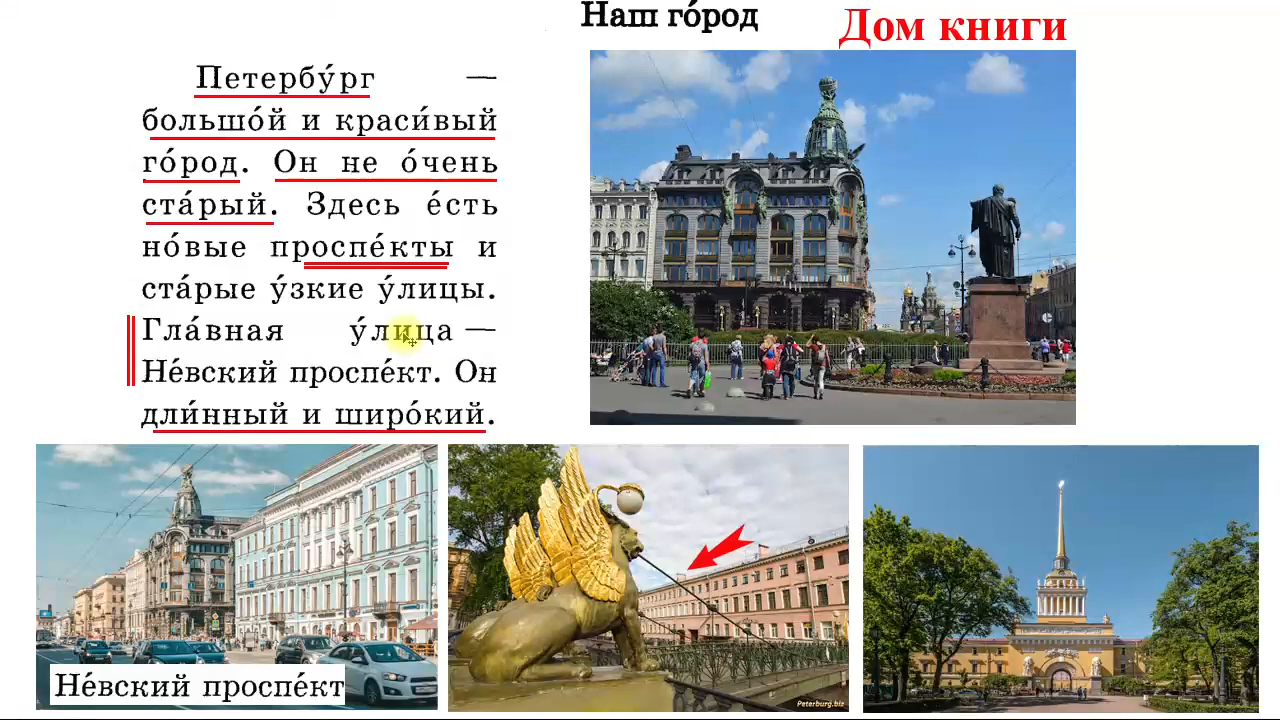 Наш го́род
Дом книги
Петербу́рг —
большо́й и краси́вый
го́род. Он не о́чень
ста́рый. Здесь е́сть
но́вые проспе́кты и
ста́рые у́зкие у́лицы.
Гла́вная у́лица —
Не́вский проспе́кт. Он
дли́нный и широ́кий.
Не́вский проспе́кт
Peterburg.biz